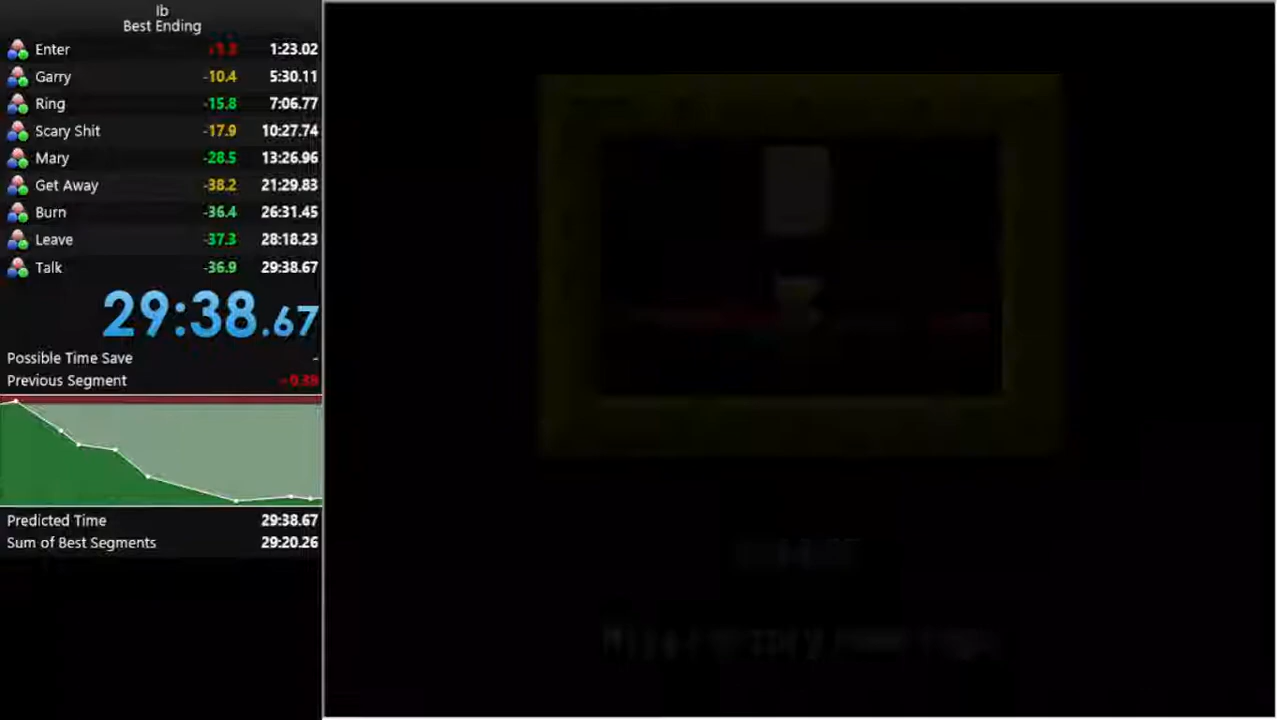 Ib
Best Ending
Enter +1.3 1:23.02
Garry -10.4 5:30.11
Ring -15.8 7:06.77
Scary Shit -17.9 10:27.74
Mary -28.5 13:26.96
Get Away -38.2 21:29.83
Burn -36.4 26:31.45
Leave -37.3 28:18.23
Talk -36.9 29:38.67
29:38.67
Possible Time Save -
Previous Segment +0.39
Predicted Time 29:38.67
Sum of Best Segments 29:20.26